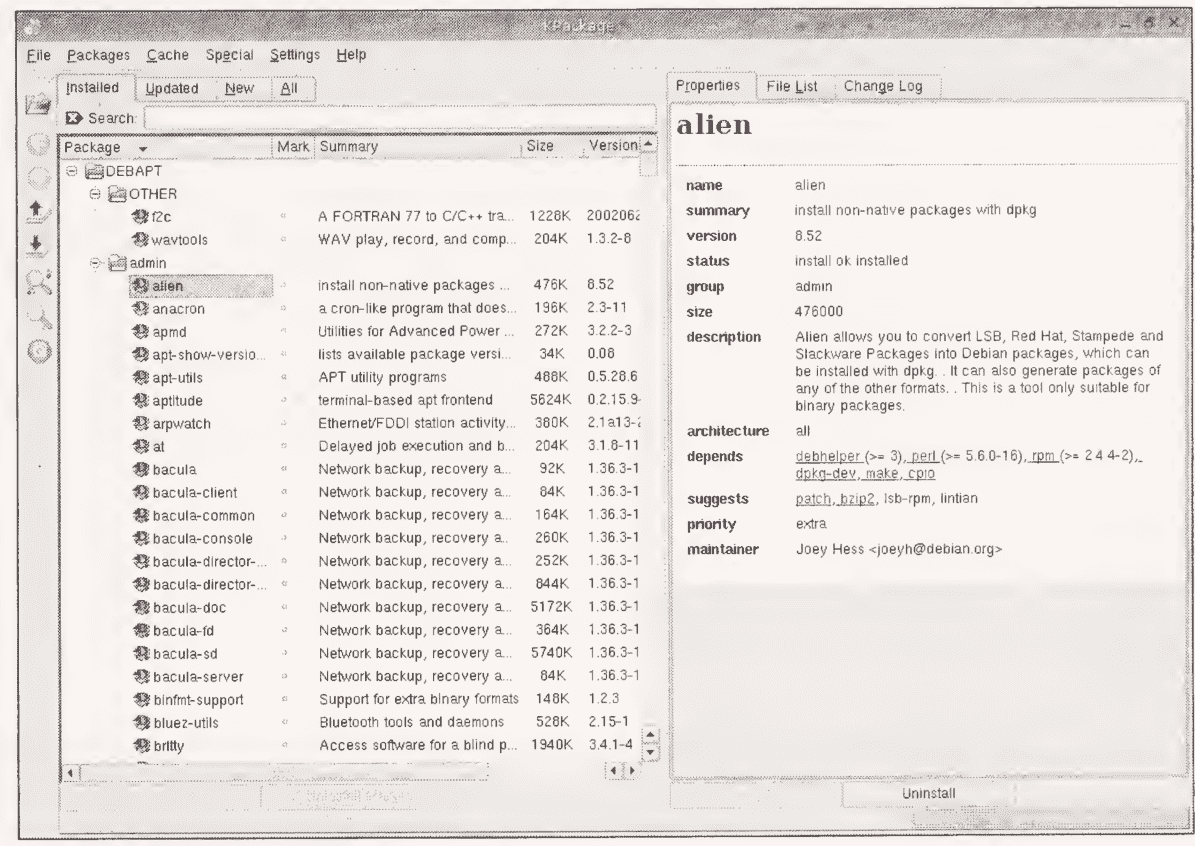 KPackage
File Packages Cache Special Settings Help
Installed Updated New All
Search:
Package Mark Summary Size Version
DEBAPT
OTHER
f2c A FORTRAN 77 to C/C++ tra... 1228K 2002062
wavtools WAV play, record, and comp... 204K 1.3.2-8
admin
alien install non-native packages ... 476K 8.52
anacron a cron-like program that does... 196K 2.3-11
apmd Utilities for Advanced Power ... 272K 3.2.2-3
apt-show-versio... lists available package versi... 34K 0.08
apt-utils APT utility programs 488K 0.5.28.6
aptitude terminal-based apt frontend 5624K 0.2.15.9-
arpwatch Ethernet/FDDI station activity... 380K 2.1a13-2
at Delayed job execution and b... 204K 3.1.8-11
bacula Network backup, recovery a... 92K 1.36.3-1
bacula-client Network backup, recovery a... 84K 1.36.3-1
bacula-common Network backup, recovery a... 164K 1.36.3-1
bacula-console Network backup, recovery a... 260K 1.36.3-1
bacula-director-... Network backup, recovery a... 252K 1.36.3-1
bacula-director-... Network backup, recovery a... 844K 1.36.3-1
bacula-doc Network backup, recovery a... 5172K 1.36.3-1
bacula-fd Network backup, recovery a... 364K 1.36.3-1
bacula-sd Network backup, recovery a... 5740K 1.36.3-1
bacula-server Network backup, recovery a... 84K 1.36.3-1
binfmt-support Support for extra binary formats 148K 1.2.3
bluez-utils Bluetooth tools and daemons 528K 2.15-1
brltty Access software for a blind p... 1940K 3.4.1-4
Properties File List Change Log
alien
name alien
summary install non-native packages with dpkg
version 8.52
status install ok installed
group admin
size 476000
description Alien allows you to convert LSB, Red Hat, Stampede and
Slackware Packages into Debian packages, which can
be installed with dpkg. . It can also generate packages of
any of the other formats. . This is a tool only suitable for
binary packages.
architecture all
depends debhelper (>= 3), perl (>= 5.6.0-16), rpm (>= 2.4.4-2),
dpkg-dev, make, cpio
suggests patch, bzip2, lsb-rpm, lintian
priority extra
maintainer Joey Hess <joeyh@debian.org>
Uninstall